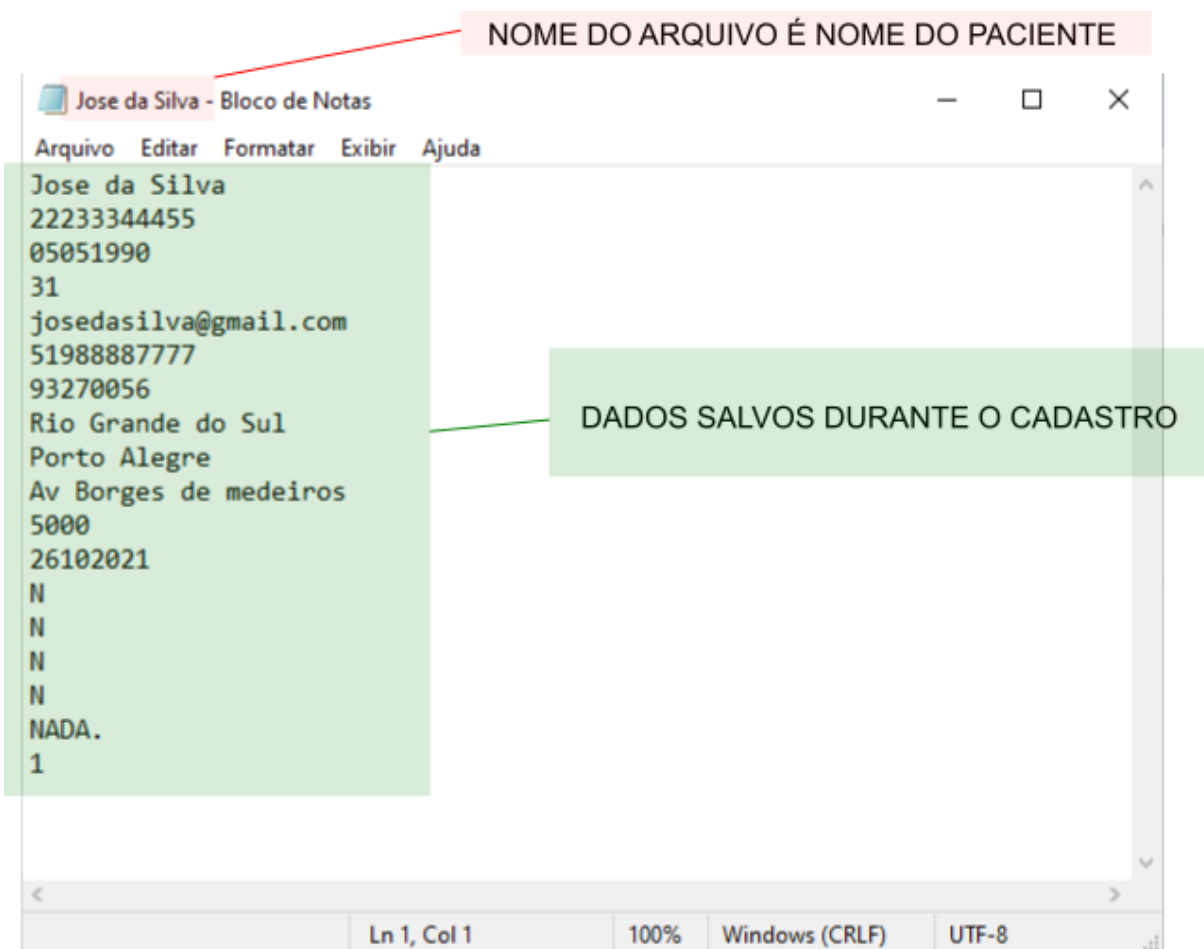 NOME DO ARQUIVO É NOME DO PACIENTE
Jose da Silva - Bloco de Notas
Arquivo Editar Formatar Exibir Ajuda
Jose da Silva
22233344455
05051990
31
josedasilva@gmail.com
51988887777
93270056
Rio Grande do Sul
Porto Alegre
Av Borges de medeiros
5000
26102021
N
N
N
N
NADA.
1
DADOS SALVOS DURANTE O CADASTRO
Ln 1, Col 1 100% Windows (CRLF) UTF-8